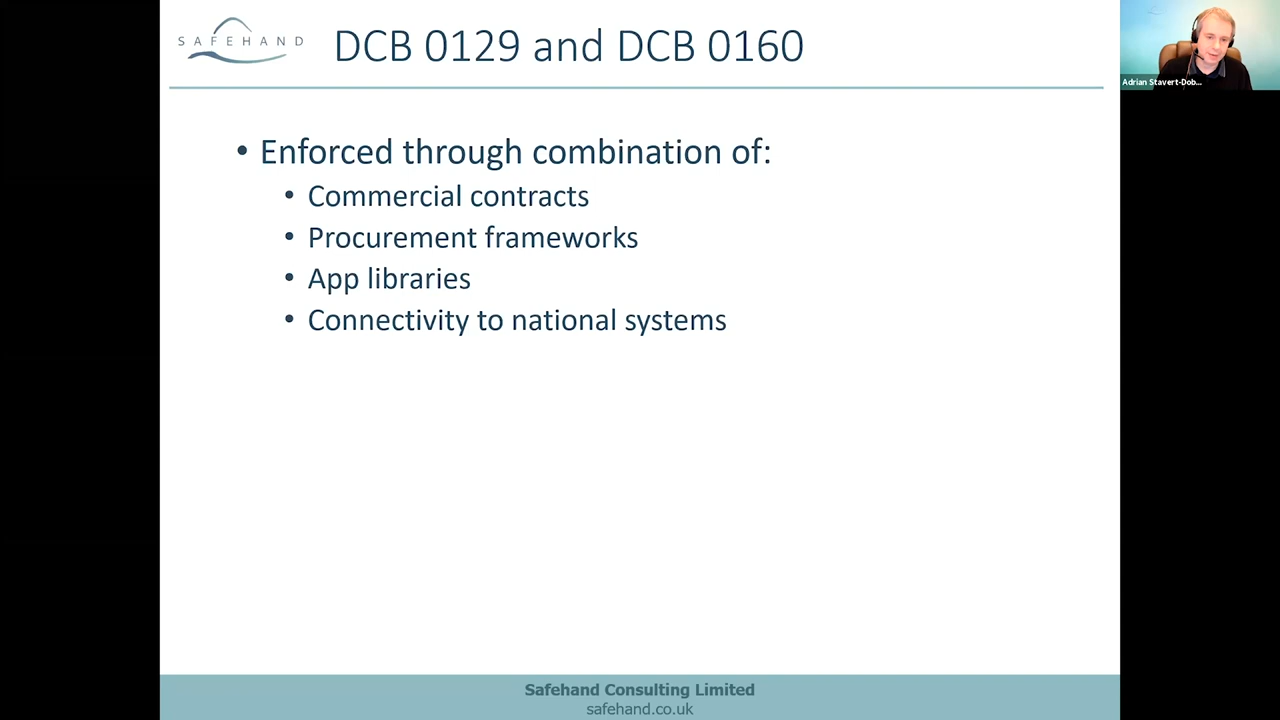 SAFEHAND
DCB 0129 and DCB 0160
Adrian Stavert-Dob...
• Enforced through combination of:
• Commercial contracts
• Procurement frameworks
• App libraries
• Connectivity to national systems
Safehand Consulting Limited
safehand.co.uk